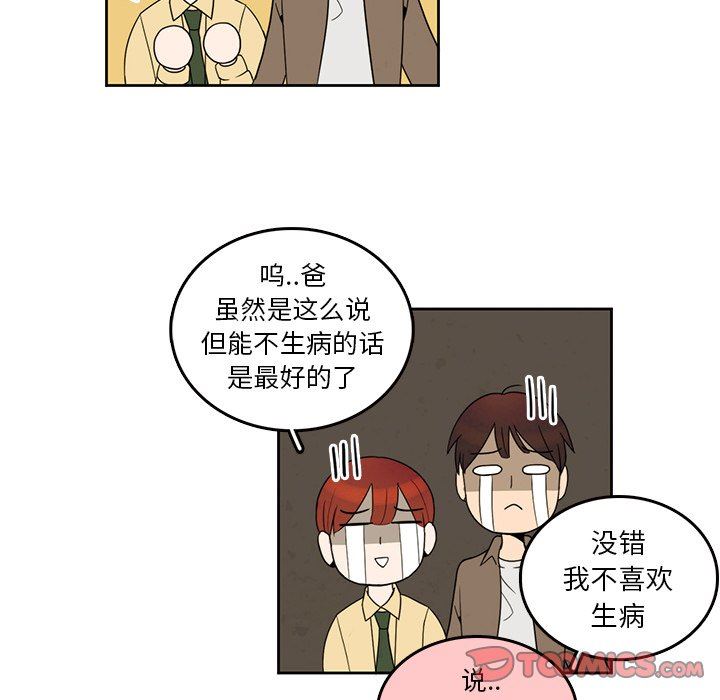 呜..爸
虽然是这么说
但能不生病的话
是最好的了
没错
我不喜欢
生病
说..
TOOMICS.COM